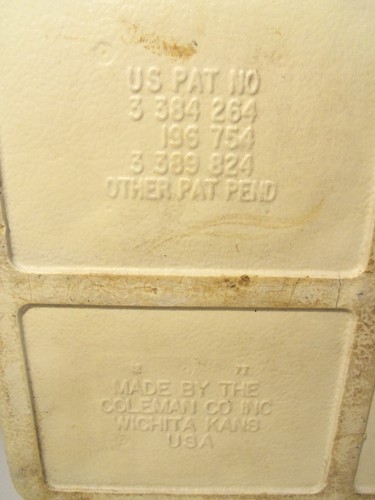 US PAT NO
3 384 264
196 754
3 389 824
OTHER PAT PEND
" "
MADE BY THE
COLEMAN CO INC
WICHITA KANS
USA